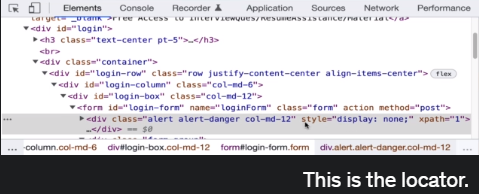 Elements Console Recorder Application Sources Network Performance
target="_blank">Free Access to InterviewQues/ResumeAssistance/Material</a>
▼<div id="login">
▶<h3 class="text-center pt-5">…</h3>
<br>
▼<div class="container">
▼<div id="login-row" class="row justify-content-center align-items-center"> flex
▼<div id="login-column" class="col-md-6">
▼<div id="login-box" class="col-md-12">
▼<form id="login-form" name="loginForm" class="form" action method="post">
… ▶<div class="alert alert-danger col-md-12" style="display: none;" xpath="1">
…</div> == $0
… -column.col-md-6 div#login-box.col-md-12 form#login-form.form div.alert.alert-danger.col-md-12 …
This is the locator.